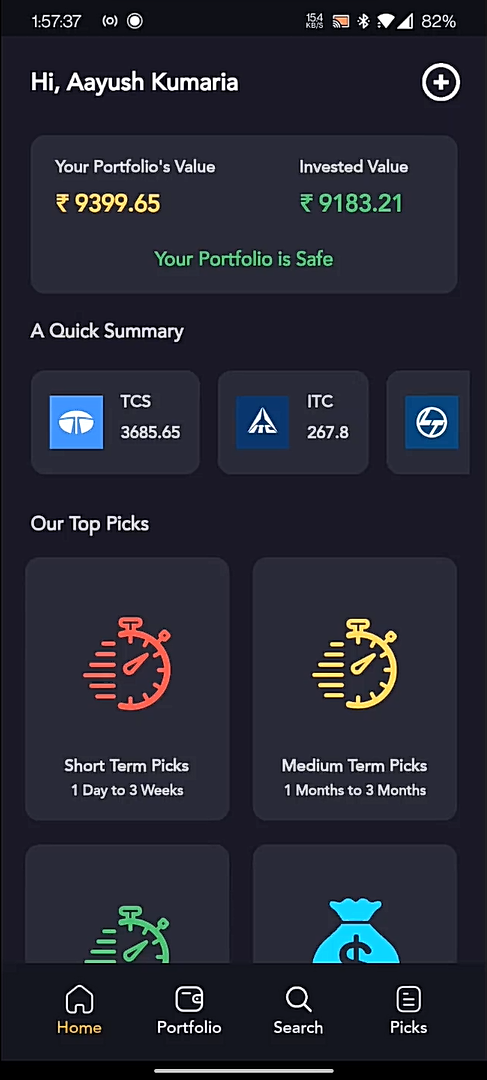 1:57:37
15.4 KB/S
82%
Hi, Aayush Kumaria
Your Portfolio's Value
Invested Value
₹ 9399.65
₹ 9183.21
Your Portfolio is Safe
A Quick Summary
TCS
3685.65
ITC
267.8
Our Top Picks
Short Term Picks
1 Day to 3 Weeks
Medium Term Picks
1 Months to 3 Months
Home
Portfolio
Search
Picks